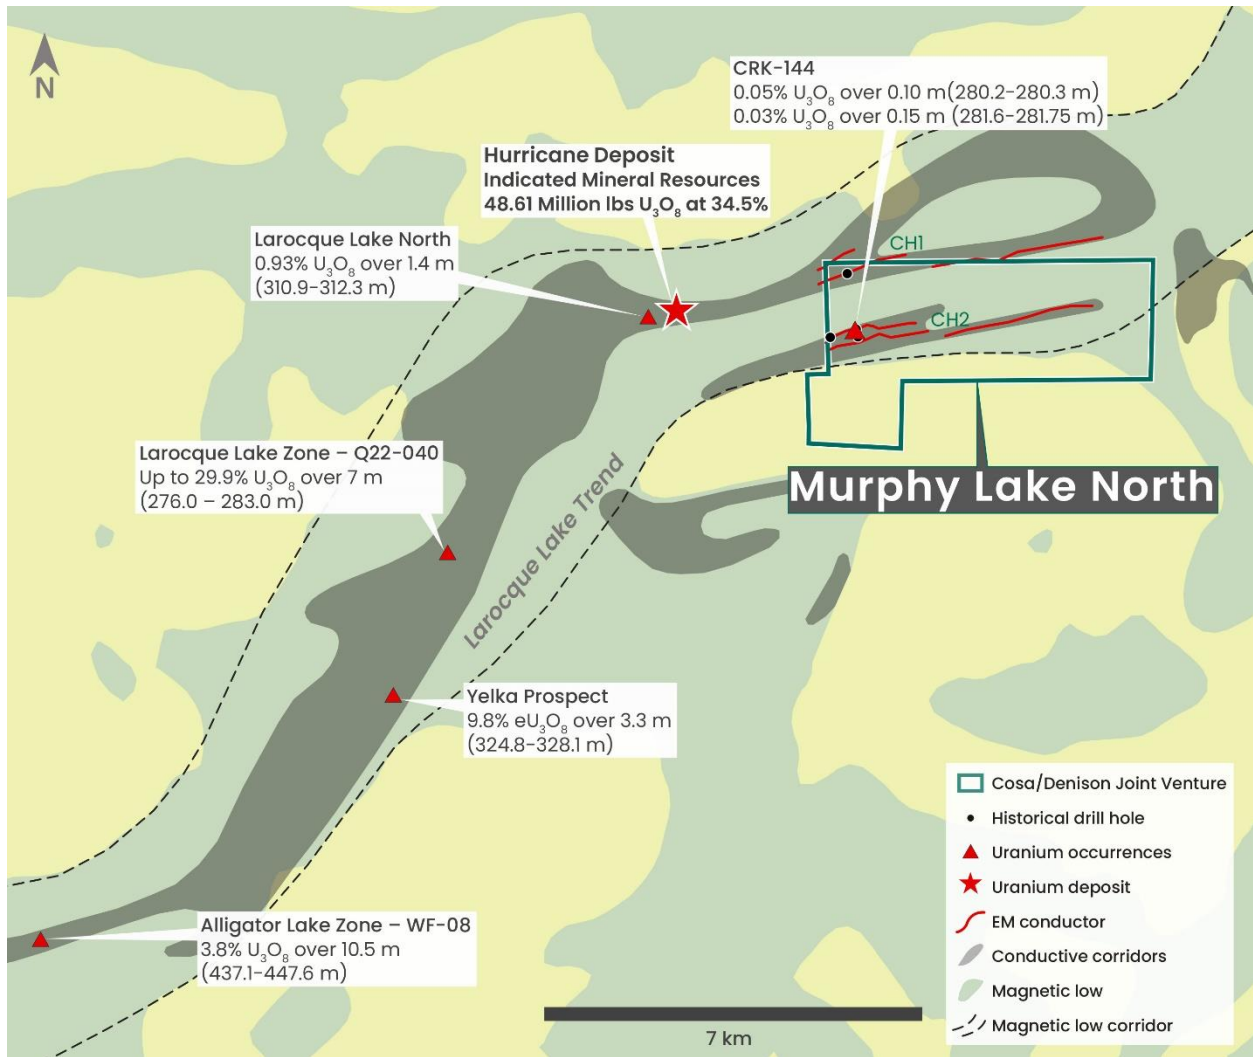 N
CRK-144
0.05% U₃O₈ over 0.10 m(280.2-280.3 m)
0.03% U₃O₈ over 0.15 m (281.6-281.75 m)
Hurricane Deposit
Indicated Mineral Resources
48.61 Million lbs U₃O₈ at 34.5%
Larocque Lake North
0.93% U₃O₈ over 1.4 m
(310.9-312.3 m)
CH1
CH2
Larocque Lake Zone – Q22-040
Up to 29.9% U₃O₈ over 7 m
(276.0 – 283.0 m)
Murphy Lake North
Larocque Lake Trend
Yelka Prospect
9.8% eU₃O₈ over 3.3 m
(324.8-328.1 m)
Alligator Lake Zone – WF-08
3.8% U₃O₈ over 10.5 m
(437.1-447.6 m)
Cosa/Denison Joint Venture
Historical drill hole
Uranium occurrences
Uranium deposit
EM conductor
Conductive corridors
Magnetic low
Magnetic low corridor
7 km